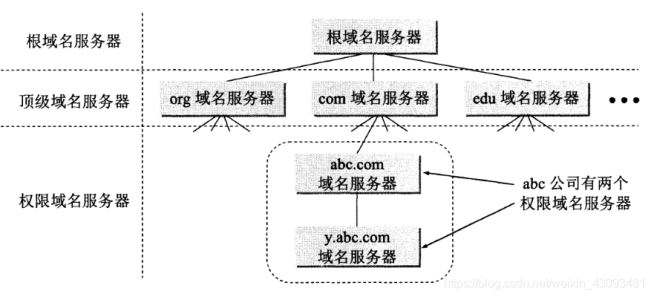 根域名服务器
根域名服务器
顶级域名服务器
org 域名服务器
com 域名服务器
edu 域名服务器
•••
权限域名服务器
abc.com
域名服务器
y.abc.com
域名服务器
abc 公司有两个
权限域名服务器
https://blog.csdn.net/weixin_43093481